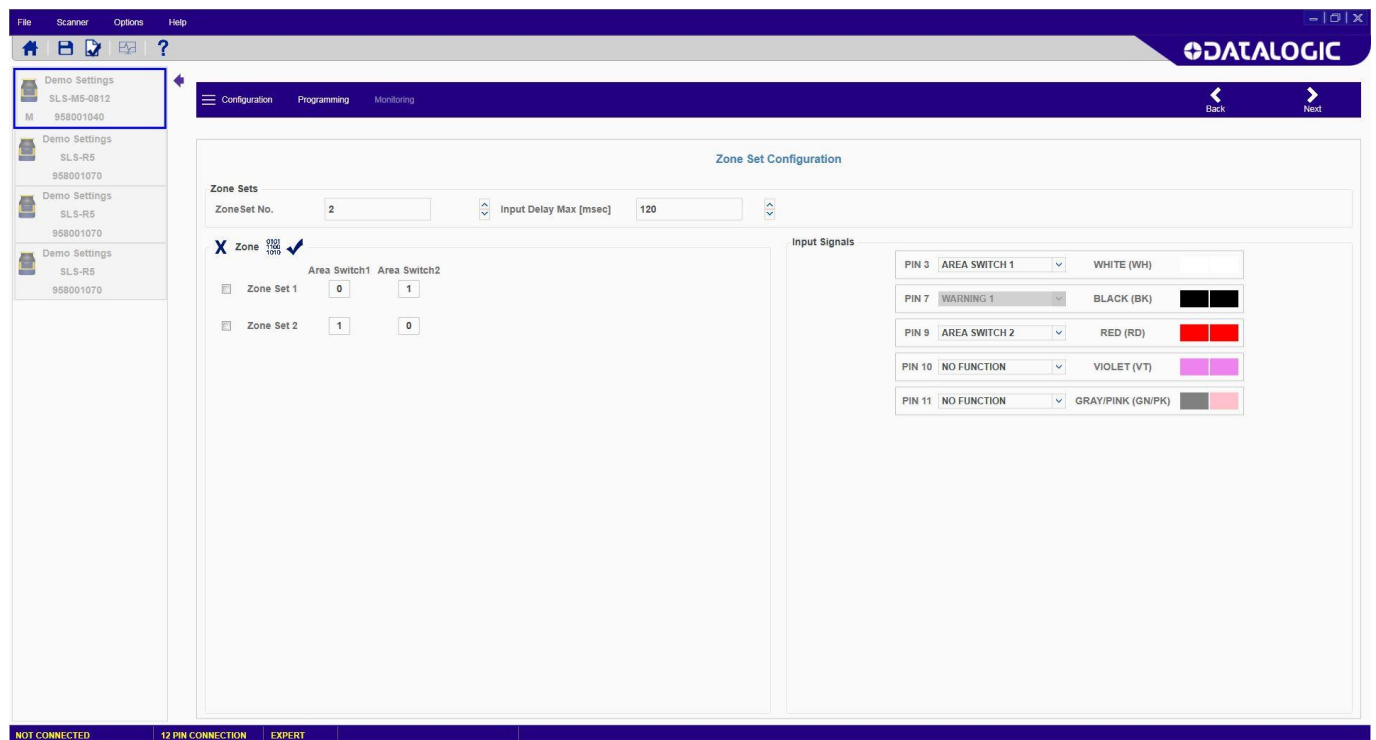 File Scanner Options Help
DATALOGIC
Demo Settings
SLS-M5-0812
M 958001040
Demo Settings
SLS-R5
958001070
Demo Settings
SLS-R5
958001070
Demo Settings
SLS-R5
958001070
Configuration Programming Monitoring Back Next
Zone Set Configuration
Zone Sets
ZoneSet No. 2 Input Delay Max [msec] 120
X Zone 0101 1100 1010
Area Switch1 Area Switch2
Zone Set 1 0 1
Zone Set 2 1 0
Input Signals
PIN 3 AREA SWITCH 1 WHITE (WH)
PIN 7 WARNING 1 BLACK (BK)
PIN 9 AREA SWITCH 2 RED (RD)
PIN 10 NO FUNCTION VIOLET (VT)
PIN 11 NO FUNCTION GRAY/PINK (GN/PK)
NOT CONNECTED 12 PIN CONNECTION EXPERT